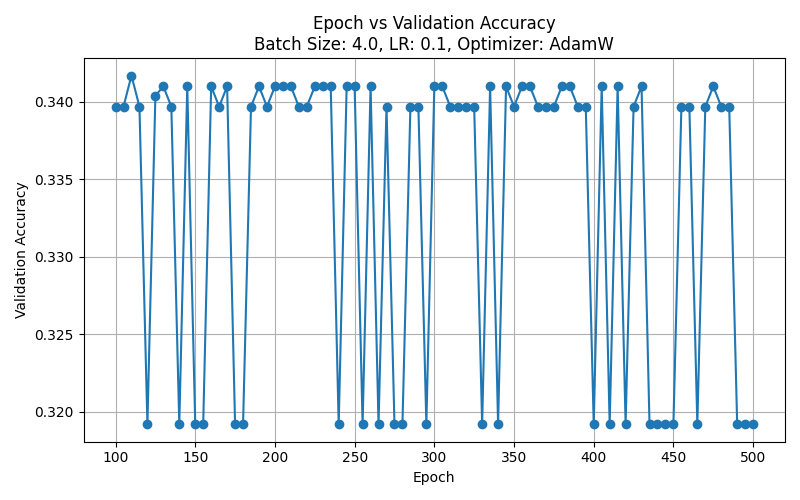 Epoch vs Validation Accuracy
Batch Size: 4.0, LR: 0.1, Optimizer: AdamW
Validation Accuracy
0.340
0.335
0.330
0.325
0.320
100 150 200 250 300 350 400 450 500
Epoch